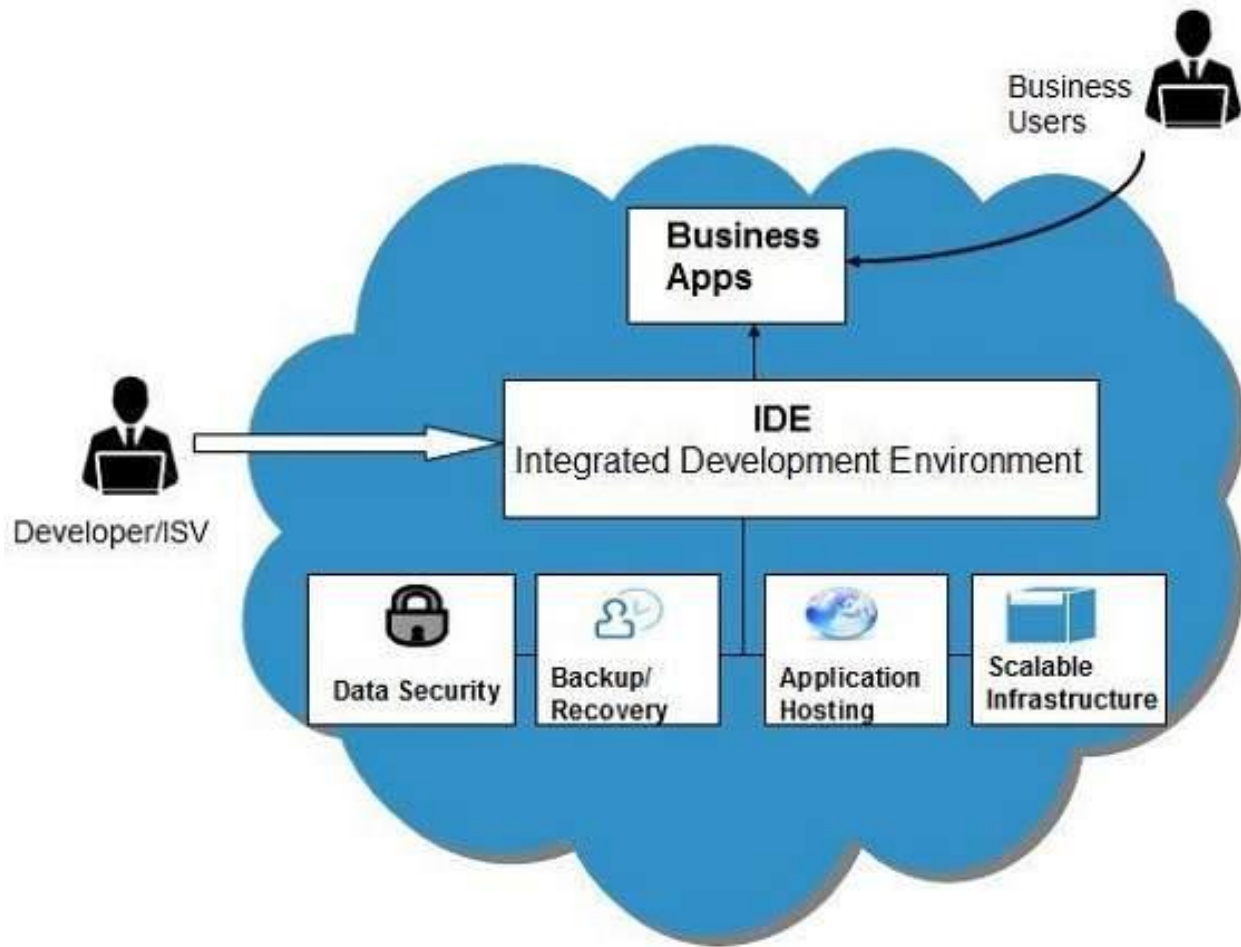 Business
Users
Business
Apps
IDE
Integrated Development Environment
Developer/ISV
Data Security
Backup/
Recovery
Application
Hosting
Scalable
Infrastructure